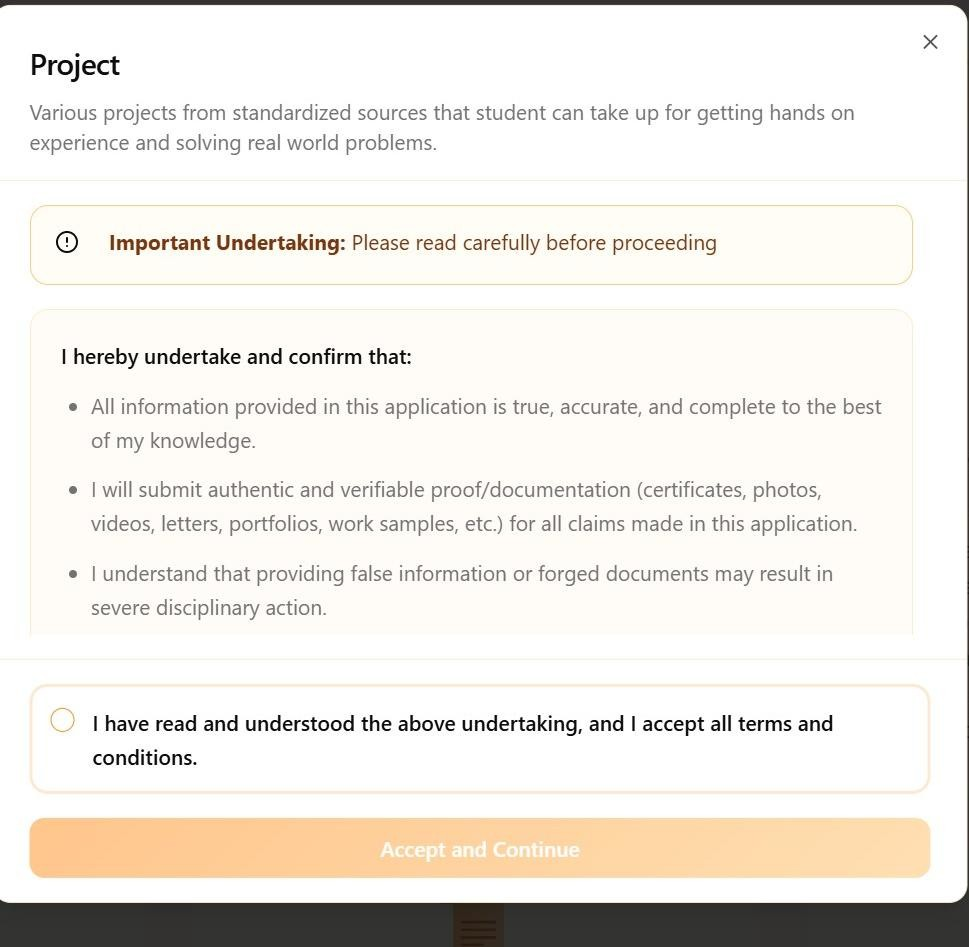 Project
Various projects from standardized sources that student can take up for getting hands on
experience and solving real world problems.
Important Undertaking: Please read carefully before proceeding
I hereby undertake and confirm that:
All information provided in this application is true, accurate, and complete to the best
of my knowledge.
I will submit authentic and verifiable proof/documentation (certificates, photos,
videos, letters, portfolios, work samples, etc.) for all claims made in this application.
I understand that providing false information or forged documents may result in
severe disciplinary action.
I have read and understood the above undertaking, and I accept all terms and
conditions.
Accept and Continue